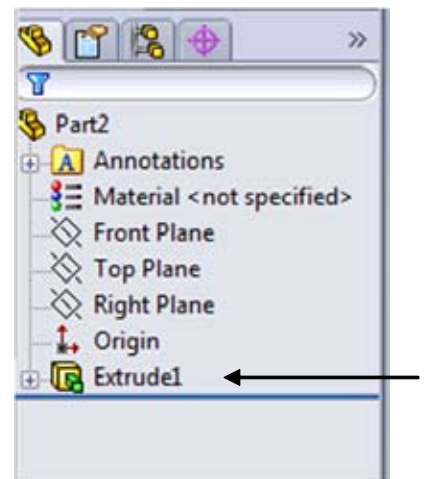 »
Part2
A Annotations
Material <not specified>
Front Plane
Top Plane
Right Plane
Origin
Extrude1